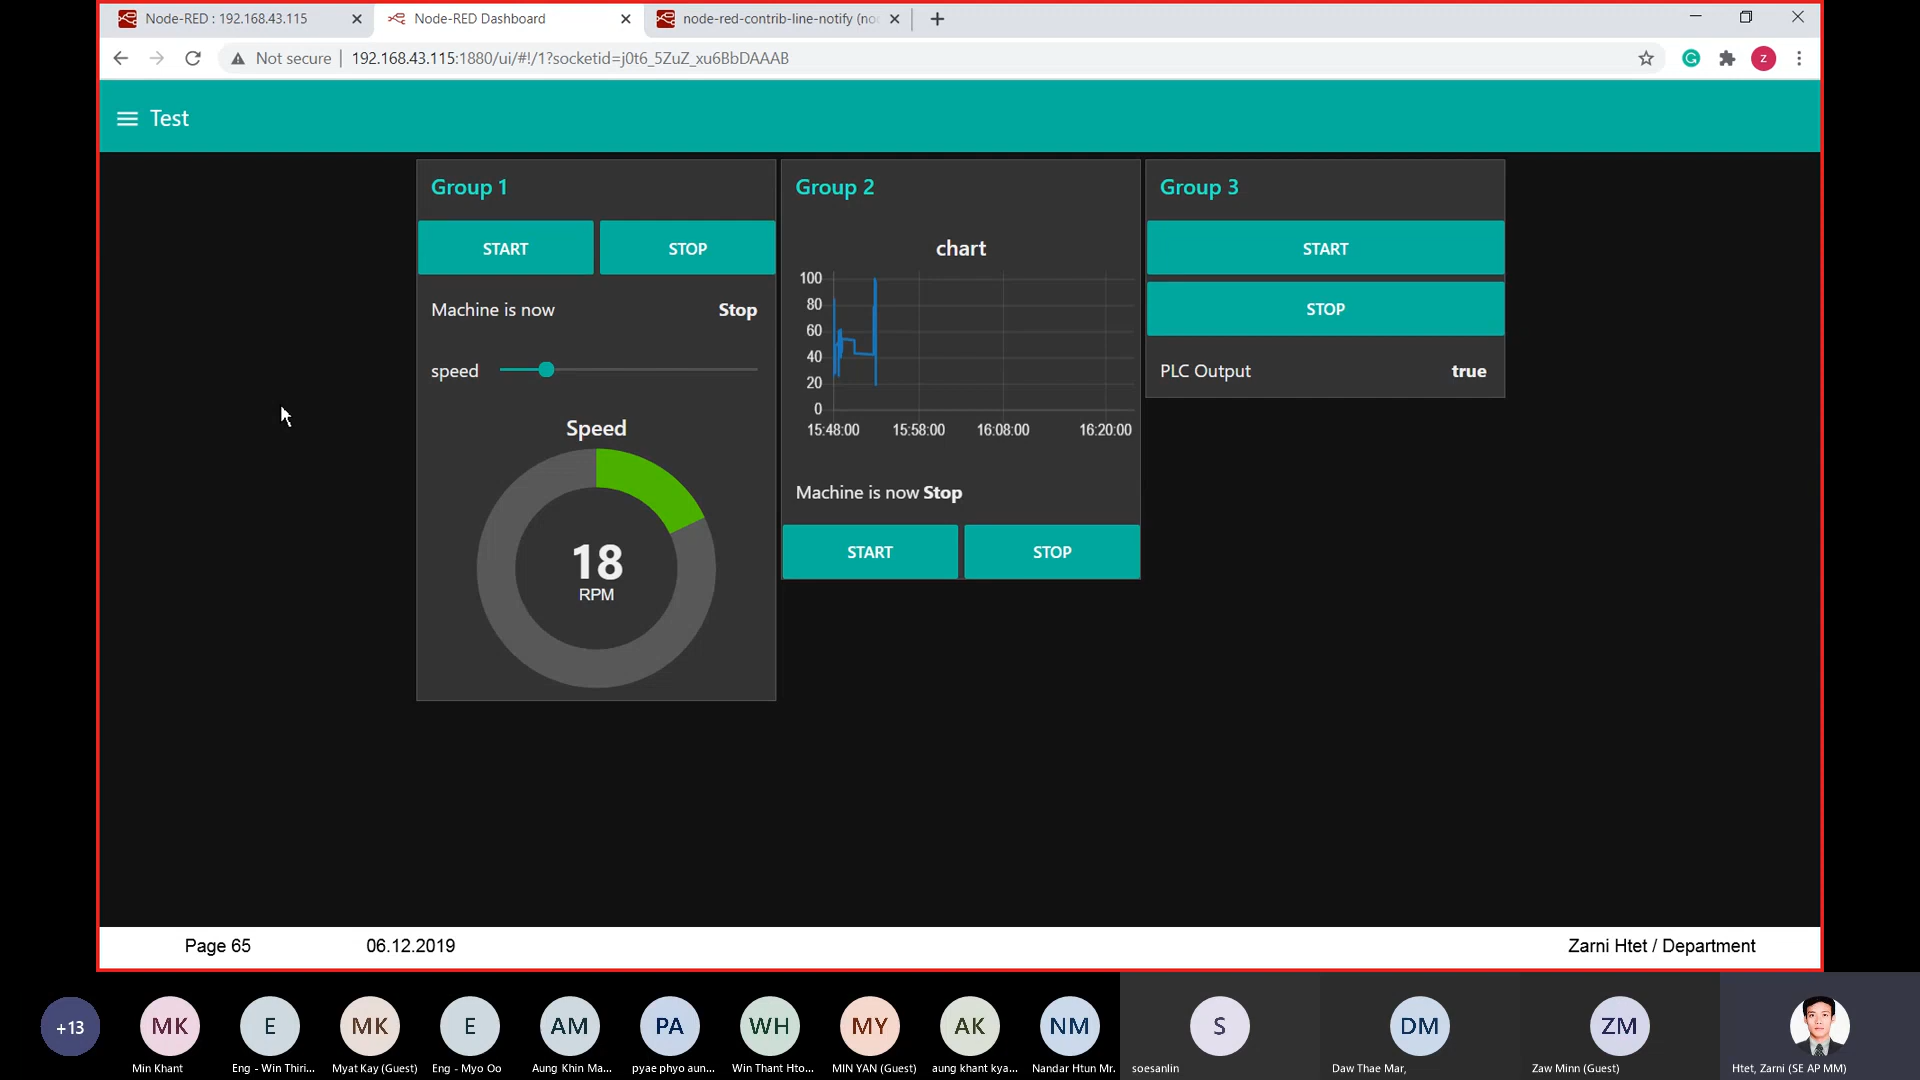 Node-RED : 192.168.43.115
Node-RED Dashboard
node-red-contrib-line-notify (no
Not secure
192.168.43.115:1880/ui/#!/1?socketid=j0t6_5ZuZ_xu6BbDAAAB
Z
Test
Group 1
START
STOP
Machine is now
Stop
speed
Speed
18
RPM
Group 2
chart
100
80
60
40
20
0
15:48:00
15:58:00
16:08:00
16:20:00
Machine is now Stop
START
STOP
Group 3
START
STOP
PLC Output
true
Page 65
06.12.2019
Zarni Htet / Department
+13
MK
E
MK
E
AM
PA
WH
MY
AK
NM
S
DM
ZM
Min Khant
Eng - Win Thiri...
Myat Kay (Guest)
Eng - Myo Oo
Aung Khin Ma...
pyae phyo aun...
Win Thant Hto...
MIN YAN (Guest)
aung khant kya...
Nandar Htun Mr.
soesanlin
Daw Thae Mar,
Zaw Minn (Guest)
Htet, Zarni (SE AP MM)